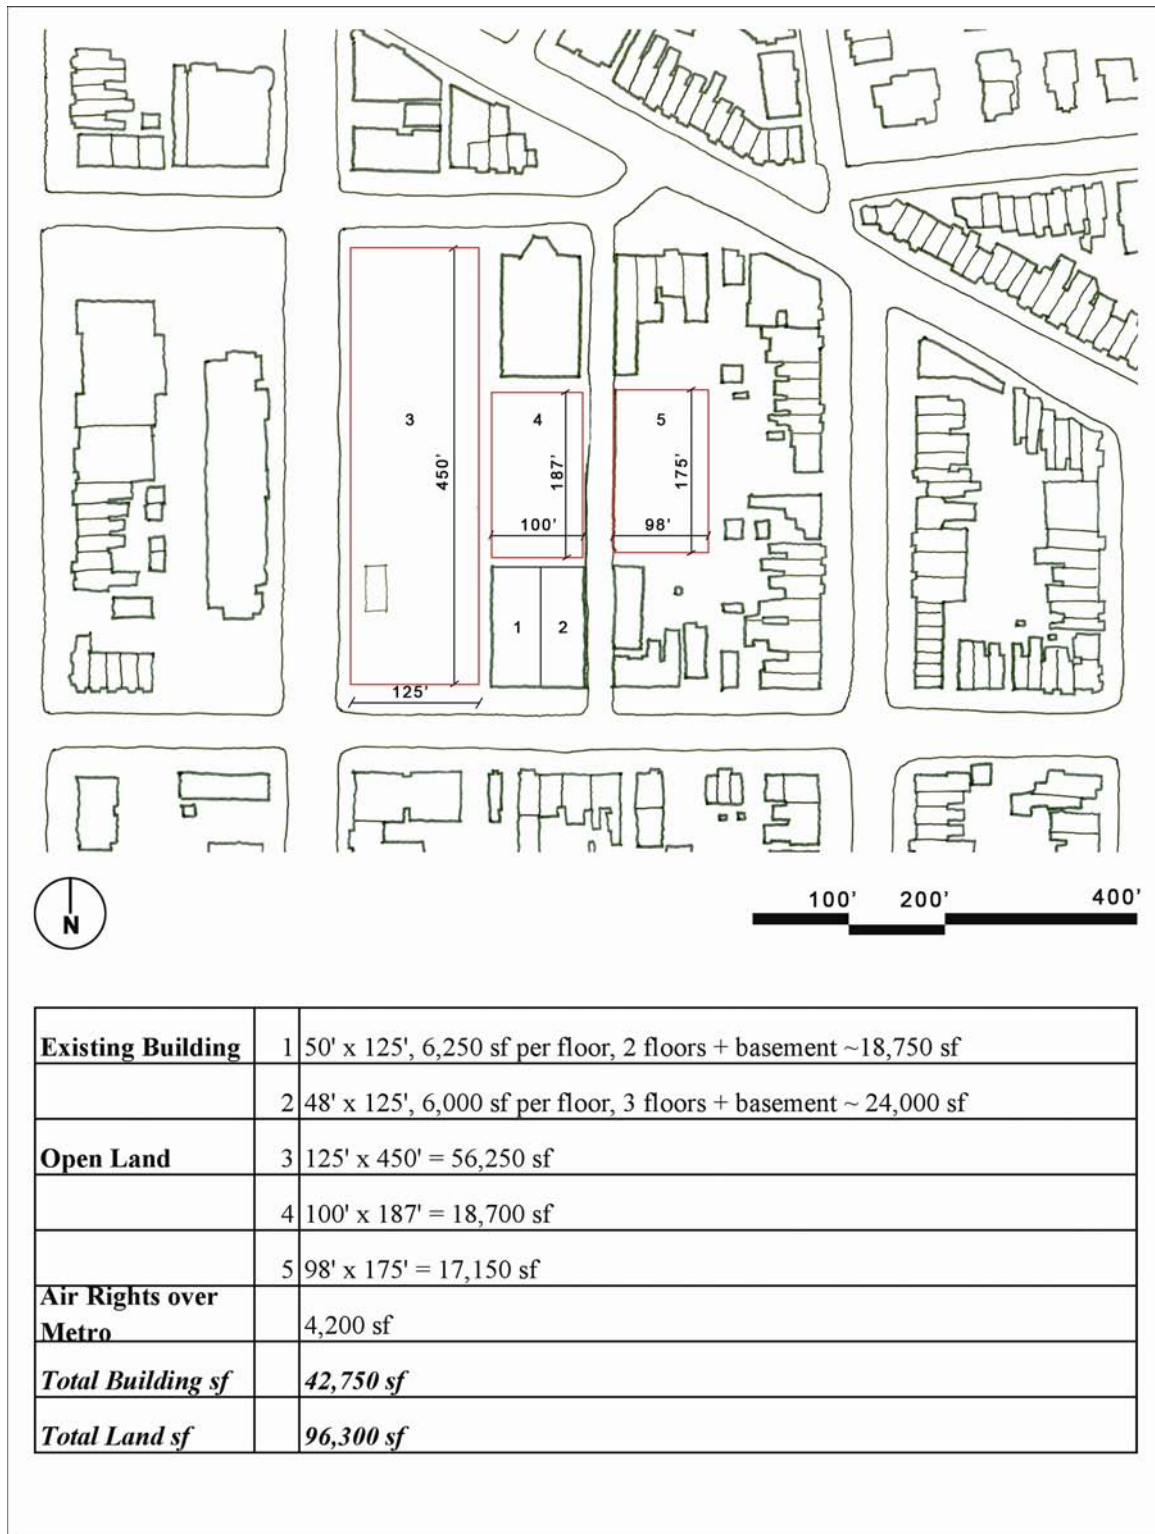 3
4
5
450'
187'
175'
100'
98'
1
2
125'
N
100' 200' 400'
Existing Building 1 50' x 125', 6,250 sf per floor, 2 floors + basement ~18,750 sf
2 48' x 125', 6,000 sf per floor, 3 floors + basement ~ 24,000 sf
Open Land 3 125' x 450' = 56,250 sf
4 100' x 187' = 18,700 sf
5 98' x 175' = 17,150 sf
Air Rights over
Metro 4,200 sf
Total Building sf 42,750 sf
Total Land sf 96,300 sf